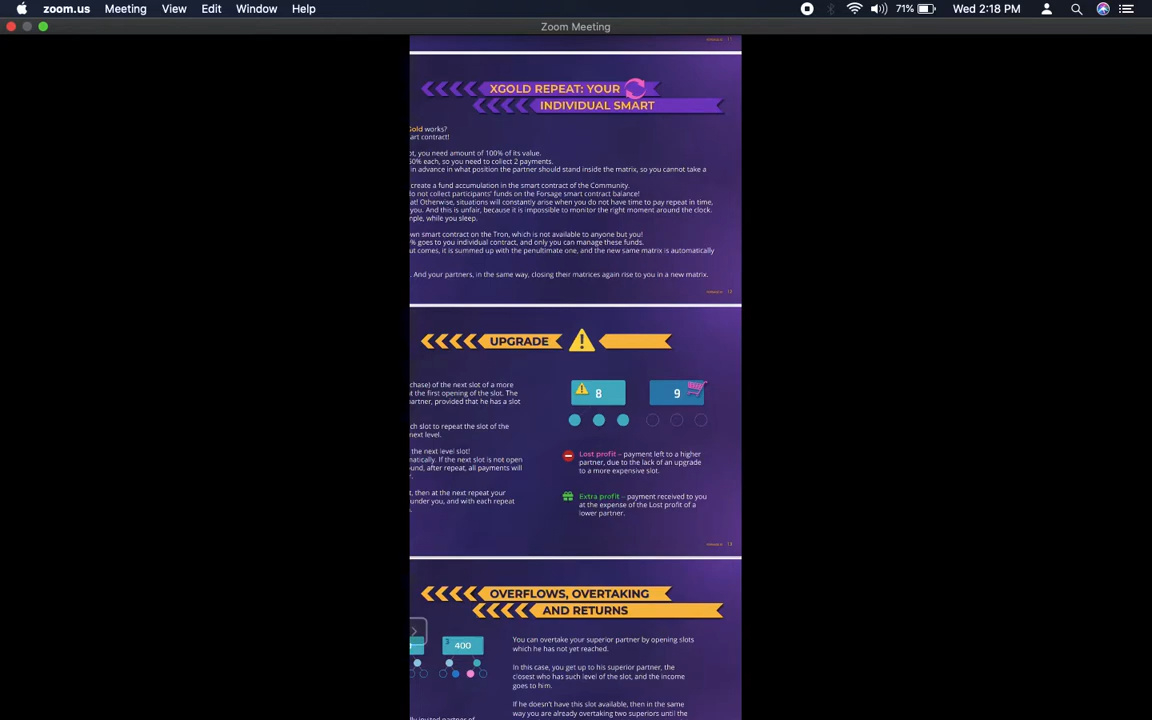 zoom.us Meeting View Edit Window Help 71% Wed 2:18 PM
Zoom Meeting
11
XGOLD REPEAT: YOUR
INDIVIDUAL SMART
Gold works?
art contract!
ot, you need amount of 100% of its value.
50% each, so you need to collect 2 payments.
in advance in what position the partner should stand inside the matrix, so you cannot take a
create a fund accumulation in the smart contract of the Community.
do not collect participants' funds on the Forsage smart contract balance!
at! Otherwise, situations will constantly arise when you do not have time to pay repeat in time,
you. And this is unfair, because it is impossible to monitor the right moment around the clock.
mple, while you sleep.
own smart contract on the Tron, which is not available to anyone but you!
% goes to you individual contract, and only you can manage these funds.
ut comes, it is summed up with the penultimate one, and the new same matrix is automatically
. And your partners, in the same way, closing their matrices again rise to you in a new matrix.
12
UPGRADE
chase) of the next slot of a more
t the first opening of the slot. The
partner, provided that he has a slot
ch slot to repeat the slot of the
next level.
the next level slot!
matically. If the next slot is not open
ound, after repeat, all payments will
r.
t, then at the next repeat your
under you, and with each repeat
8
9
Lost profit – payment left to a higher
partner, due to the lack of an upgrade
to a more expensive slot.
Extra profit – payment received to you
at the expense of the Lost profit of a
lower partner.
13
OVERFLOWS, OVERTAKING
AND RETURNS
3 400
You can overtake your superior partner by opening slots
which he has not yet reached.
In this case, you get up to his superior partner, the
closest who has such level of the slot, and the income
goes to him.
If he doesn't have this slot available, then in the same
way you are already overtaking two superiors until the
lly invited partner of